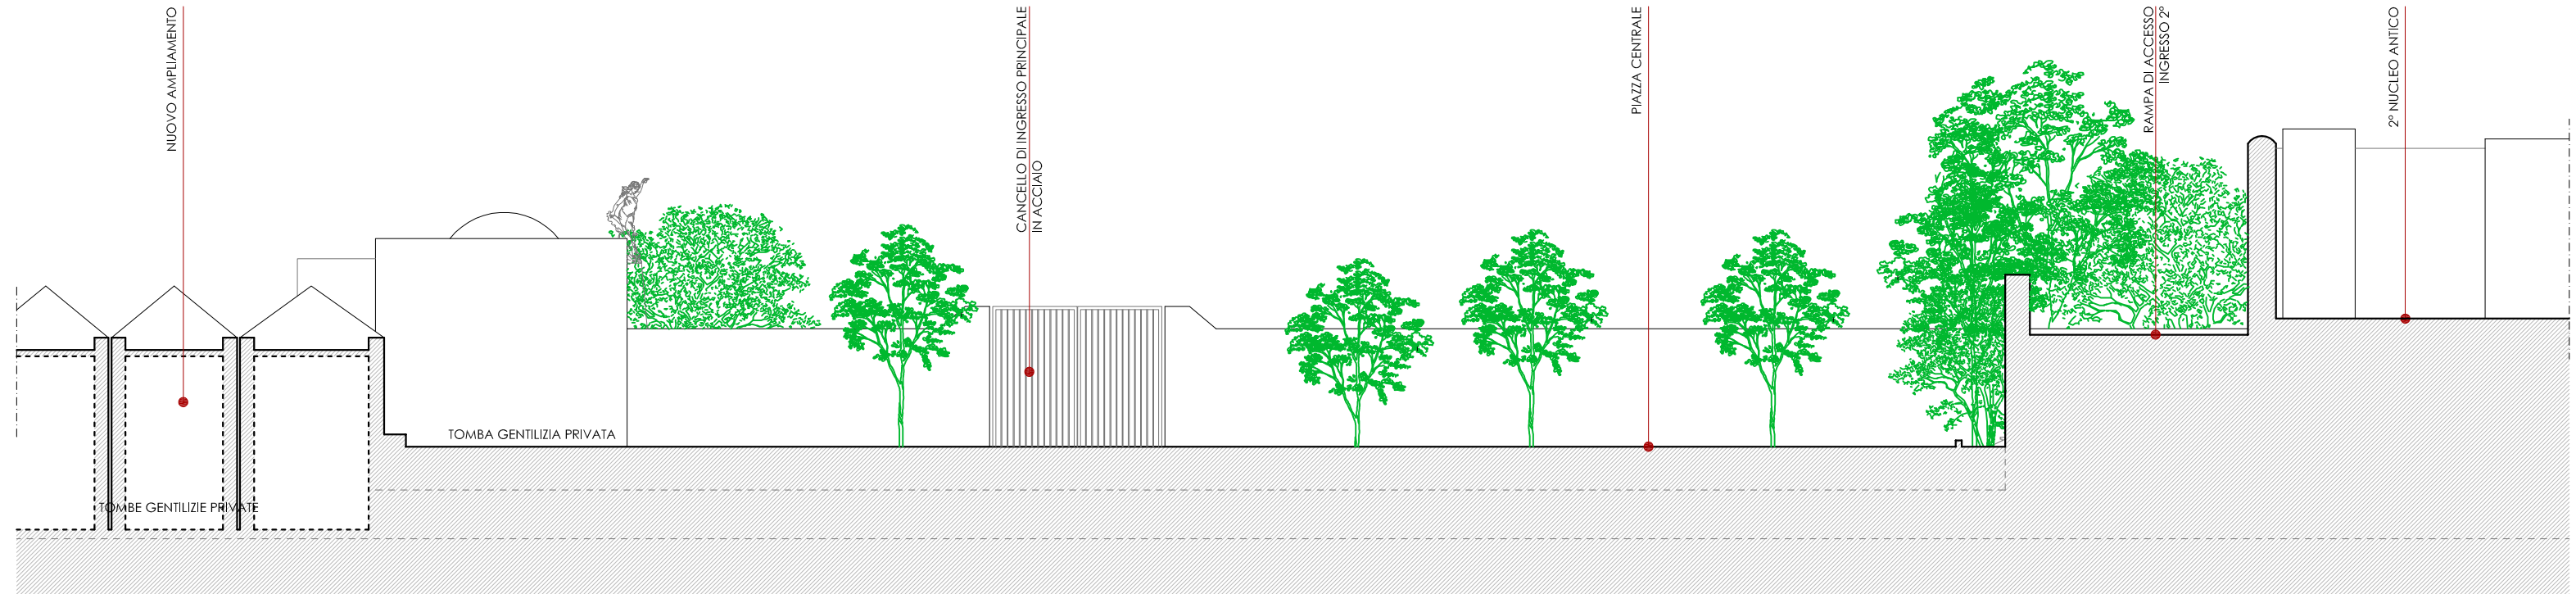 NUOVO AMPLIAMENTO
CANCELLO DI INGRESSO PRINCIPALE
IN ACCIAIO
PIAZZA CENTRALE
RAMPA DI ACCESSO
INGRESSO 2°
2° NUCLEO ANTICO
TOMBA GENTILIZIA PRIVATA
TOMBE GENTILIZIE PRIVATE